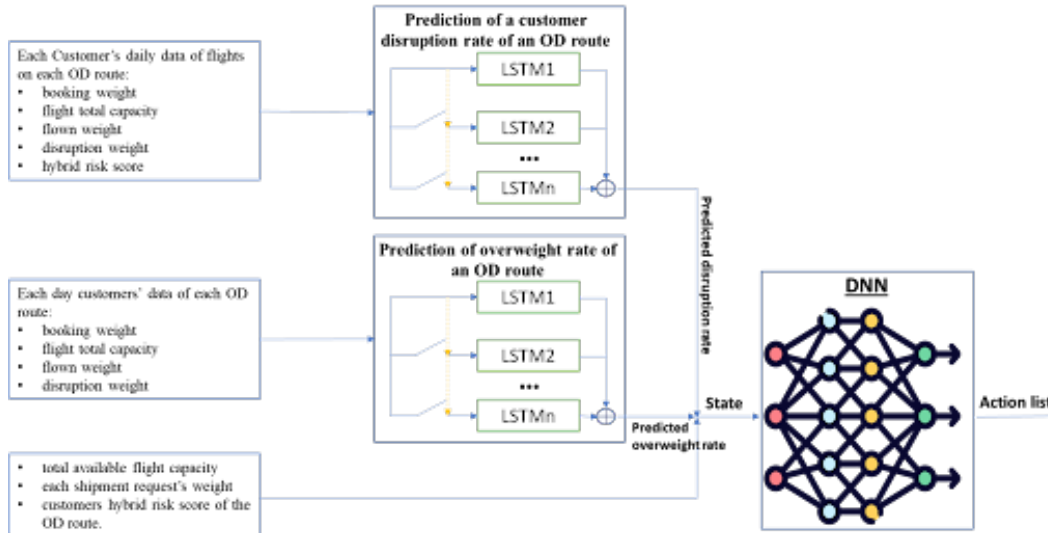 Prediction of a customer
disruption rate of an OD route
LSTM1
LSTM2
...
LSTMn
Each Customer's daily data of flights
on each OD route:
• booking weight
• flight total capacity
• flown weight
• disruption weight
• hybrid risk score
Predicted disruption rate
Prediction of overweight rate of
an OD route
LSTM1
LSTM2
...
LSTMn
Each day customers' data of each OD
route:
• booking weight
• flight total capacity
• flown weight
• disruption weight
Predicted
overweight rate
• total available flight capacity
• each shipment request's weight
• customers hybrid risk score of the
OD route.
State
DNN
Action list